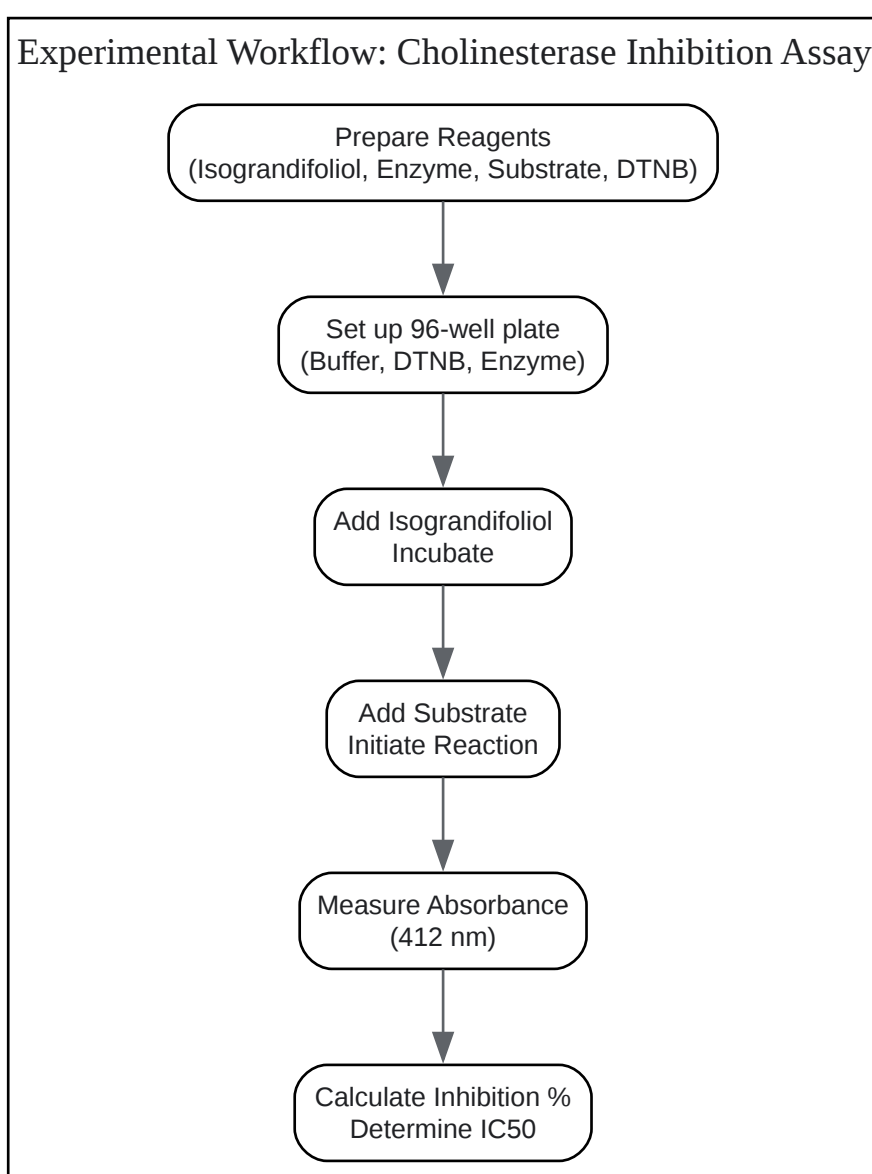 Experimental Workflow: Cholinesterase Inhibition Assay
Prepare Reagents
(Isograndifoliol, Enzyme, Substrate, DTNB)
Set up 96-well plate
(Buffer, DTNB, Enzyme)
Add Isograndifoliol
Incubate
Add Substrate
Initiate Reaction
Measure Absorbance
(412 nm)
Calculate Inhibition %
Determine IC50